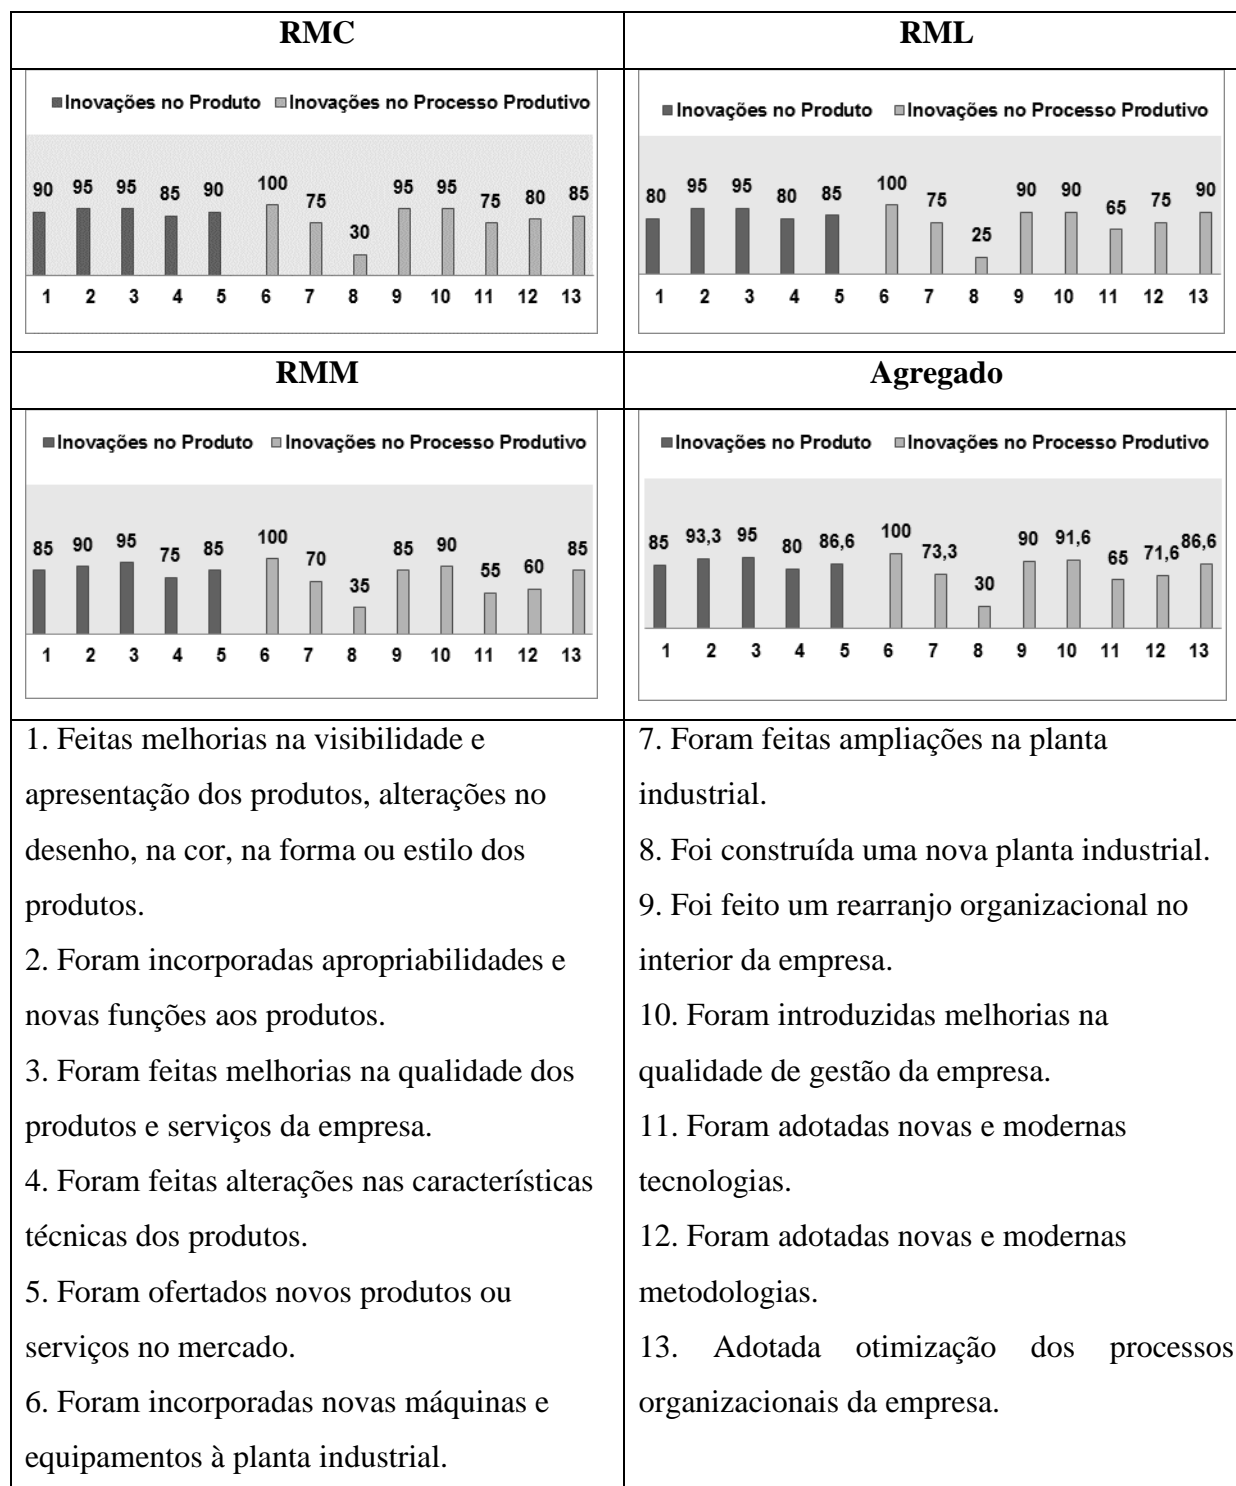 RMC
Inovações no Produto Inovações no Processo Produtivo
90 95 95 85 90 100 75 30 95 95 75 80 85
1 2 3 4 5 6 7 8 9 10 11 12 13
RML
Inovações no Produto Inovações no Processo Produtivo
80 95 95 80 85 100 75 25 90 90 65 75 90
1 2 3 4 5 6 7 8 9 10 11 12 13
RMM
Inovações no Produto Inovações no Processo Produtivo
85 90 95 75 85 100 70 35 85 90 55 60 85
1 2 3 4 5 6 7 8 9 10 11 12 13
Agregado
Inovações no Produto Inovações no Processo Produtivo
85 93,3 95 80 86,6 100 73,3 30 90 91,6 65 71,6 86,6
1 2 3 4 5 6 7 8 9 10 11 12 13
1. Feitas melhorias na visibilidade e
apresentação dos produtos, alterações no
desenho, na cor, na forma ou estilo dos
produtos.
2. Foram incorporadas apropriabilidades e
novas funções aos produtos.
3. Foram feitas melhorias na qualidade dos
produtos e serviços da empresa.
4. Foram feitas alterações nas características
técnicas dos produtos.
5. Foram ofertados novos produtos ou
serviços no mercado.
6. Foram incorporadas novas máquinas e
equipamentos à planta industrial.
7. Foram feitas ampliações na planta
industrial.
8. Foi construída uma nova planta industrial.
9. Foi feito um rearranjo organizacional no
interior da empresa.
10. Foram introduzidas melhorias na
qualidade de gestão da empresa.
11. Foram adotadas novas e modernas
tecnologias.
12. Foram adotadas novas e modernas
metodologias.
13. Adotada otimização dos processos
organizacionais da empresa.